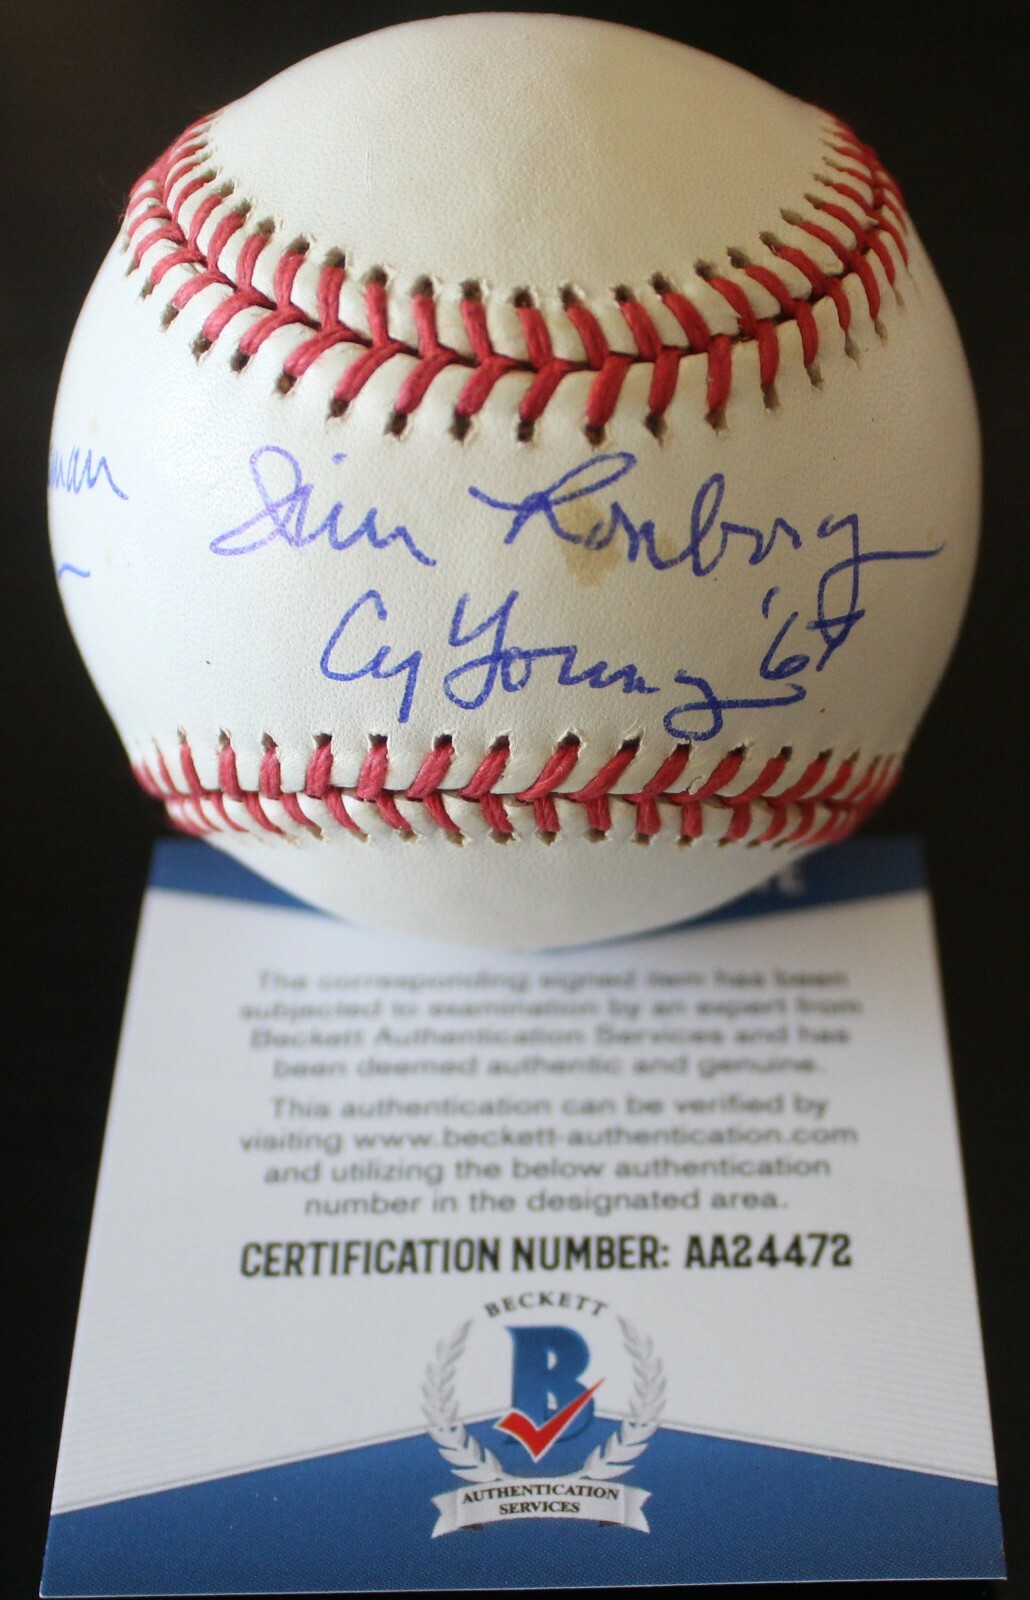 man
Jim Lonborg
Cy Young '67
The corresponding signed item has been
subjected to examination by an expert from
Beckett Authentication Services and has
been deemed authentic and genuine.
This authentication can be verified by
visiting www.beckett-authentication.com
and utilizing the below authentication
number in the designated area.
CERTIFICATION NUMBER: AA24472
BECKETT
B
AUTHENTICATION
SERVICES